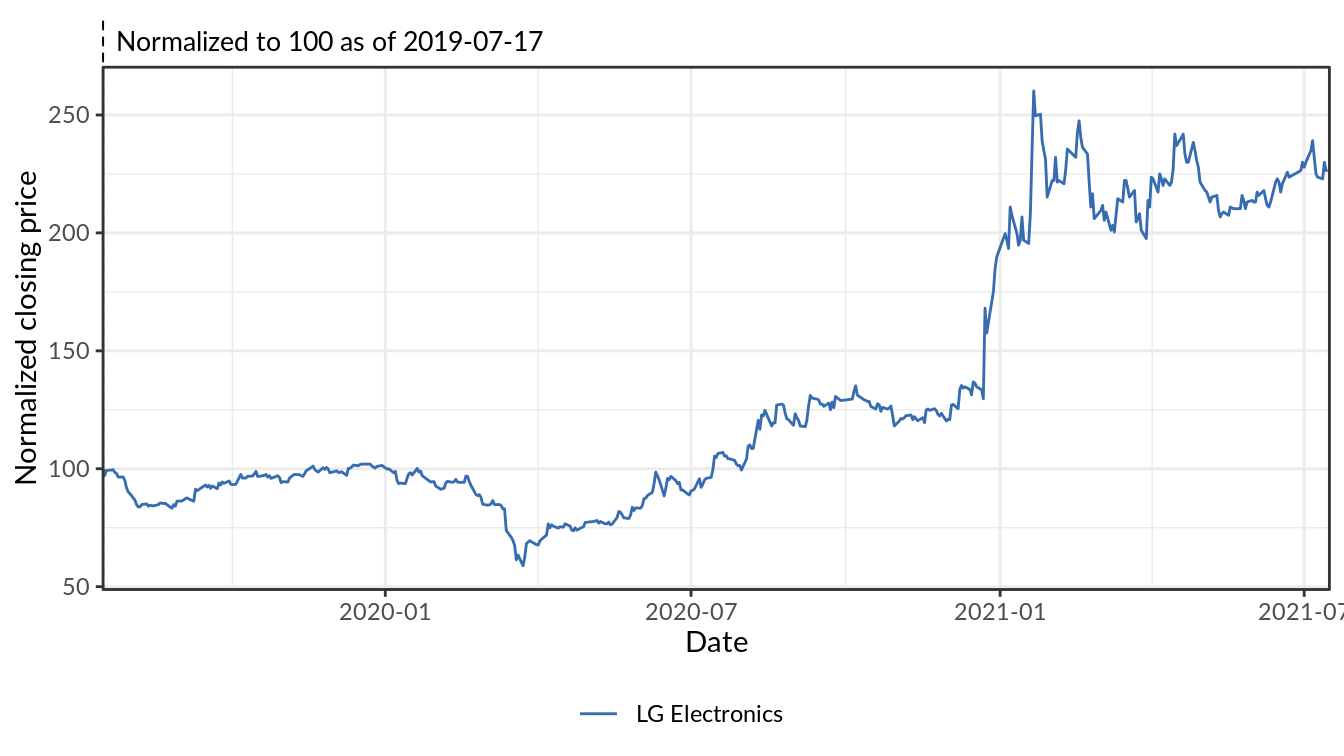 Normalized to 100 as of 2019-07-17
250
200
150
100
50
Normalized closing price
2020-01
2020-07
2021-01
2021-07
Date
LG Electronics